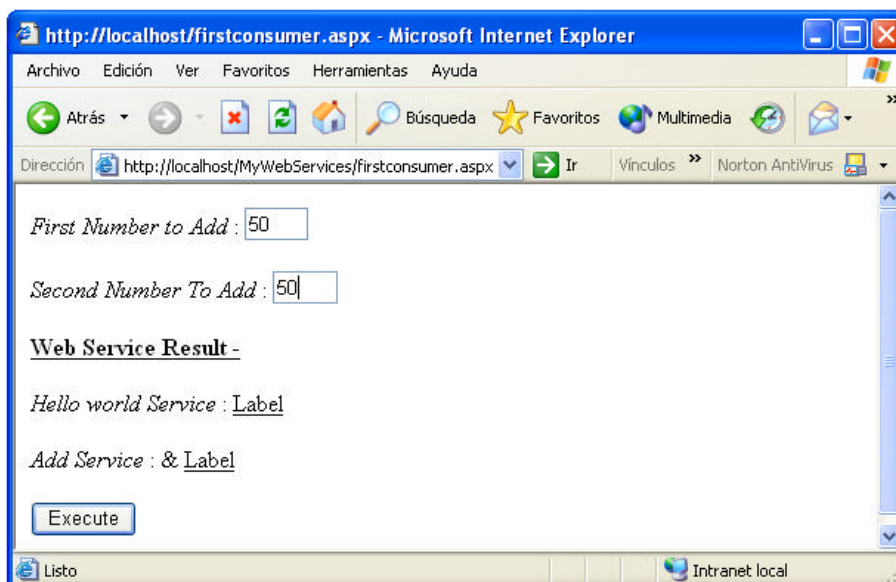 http://localhost/firstconsumer.aspx - Microsoft Internet Explorer
Archivo Edición Ver Favoritos Herramientas Ayuda
Atrás Búsqueda Favoritos Multimedia »
Dirección http://localhost/MyWebServices/firstconsumer.aspx Ir Vínculos » Norton AntiVirus
First Number to Add : 50
Second Number To Add : 50
Web Service Result -
Hello world Service : Label
Add Service : & Label
Execute
Listo Intranet local